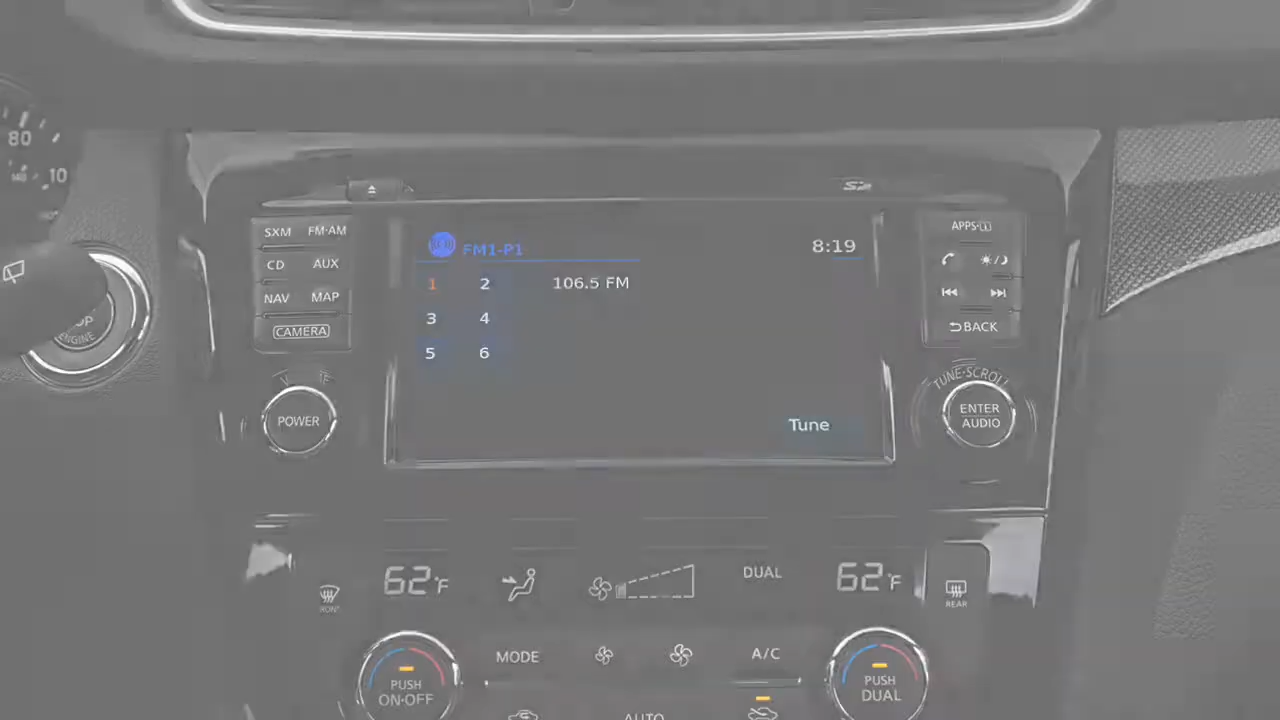 80
140
10
SXM FM·AM
CD AUX
NAV MAP
CAMERA
POWER
ENGINE
FM1-P1
8:19
1 2 106.5 FM
3 4
5 6
Tune
APPS·i
BACK
TUNE·SCROLL
ENTER
AUDIO
62°F
DUAL
62°F
REAR
MODE
A/C
PUSH
ON·OFF
PUSH
DUAL
AUTO